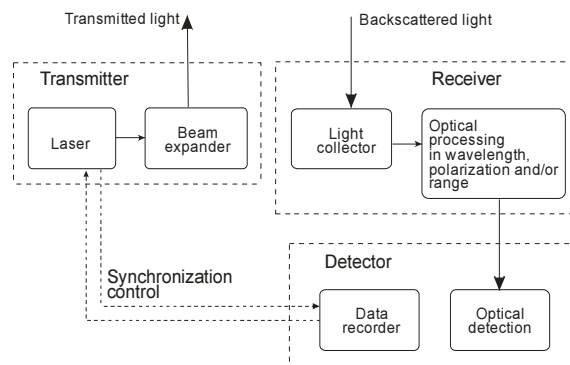 Transmitted light
Backscattered light
Transmitter
Receiver
Laser
Beam
expander
Light
collector
Optical
processing
in wavelength,
polarization and/or
range
Synchronization
control
Detector
Data
recorder
Optical
detection